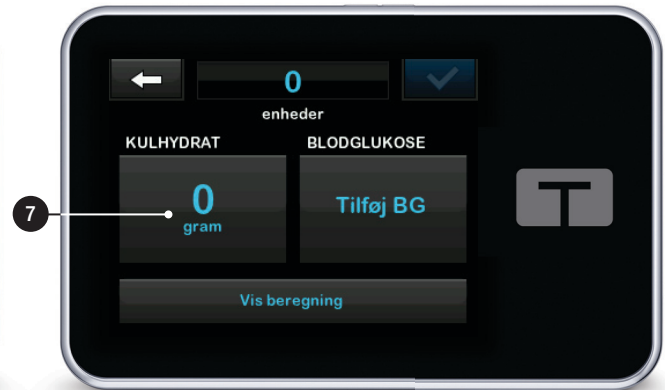 0
enheder
KULHYDRAT
BLODGLUKOSE
0
gram
Tilføj BG
7
Vis beregning
T